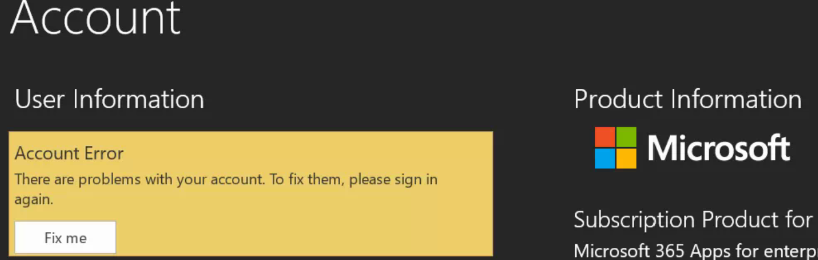 Account
User Information
Account Error
There are problems with your account. To fix them, please sign in
again.
Fix me
Product Information
Microsoft
Subscription Product for
Microsoft 365 Apps for